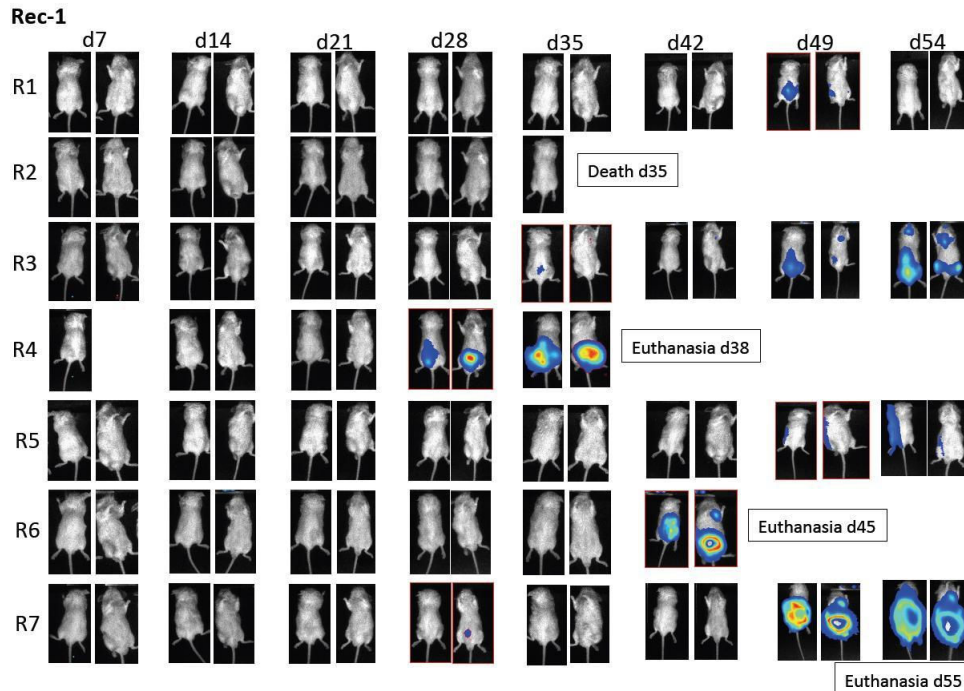 Rec-1
d7 d14 d21 d28 d35 d42 d49 d54
R1
R2 Death d35
R3
R4 Euthanasia d38
R5
R6 Euthanasia d45
R7
Euthanasia d55